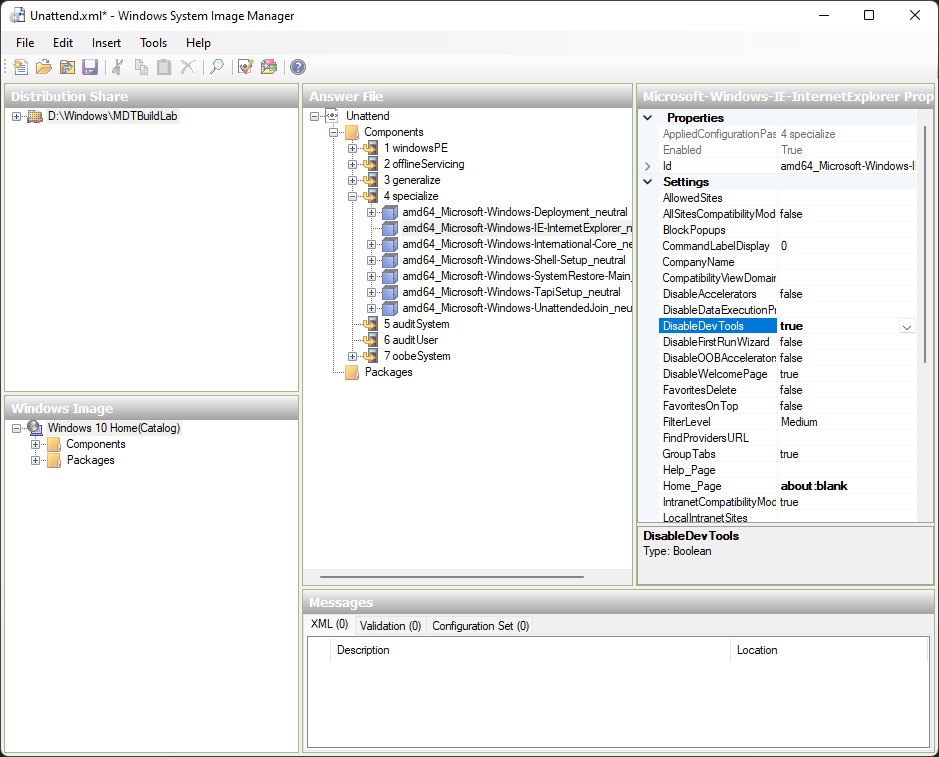 Unattend.xml* - Windows System Image Manager
File Edit Insert Tools Help
Distribution Share
D:\Windows\MDTBuildLab
Windows Image
Windows 10 Home(Catalog)
Components
Packages
Answer File
Unattend
Components
1 windowsPE
2 offlineServicing
3 generalize
4 specialize
amd64_Microsoft-Windows-Deployment_neutral
amd64_Microsoft-Windows-IE-InternetExplorer_n
amd64_Microsoft-Windows-International-Core_ne
amd64_Microsoft-Windows-Shell-Setup_neutral
amd64_Microsoft-Windows-SystemRestore-Main_
amd64_Microsoft-Windows-TapiSetup_neutral
amd64_Microsoft-Windows-UnattendedJoin_neu
5 auditSystem
6 auditUser
7 oobeSystem
Packages
Microsoft-Windows-IE-InternetExplorer Prop
Properties
AppliedConfigurationPas 4 specialize
Enabled True
Id amd64_Microsoft-Windows-I
Settings
AllowedSites
AllSitesCompatibilityMod false
BlockPopups
CommandLabelDisplay 0
CompanyName
CompatibilityViewDomain
DisableAccelerators false
DisableDataExecutionPr
DisableDevTools true
DisableFirstRunWizard false
DisableOOBAccelerators false
DisableWelcomePage true
FavoritesDelete false
FavoritesOnTop false
FilterLevel Medium
FindProvidersURL
GroupTabs true
Help_Page
Home_Page about:blank
IntranetCompatibilityMod true
LocalIntranetSites
DisableDevTools
Type: Boolean
Messages
XML (0) Validation (0) Configuration Set (0)
Description Location